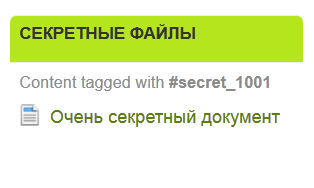 СЕКРЕТНЫЕ ФАЙЛЫ
Content tagged with #secret_1001
Очень секретный документ